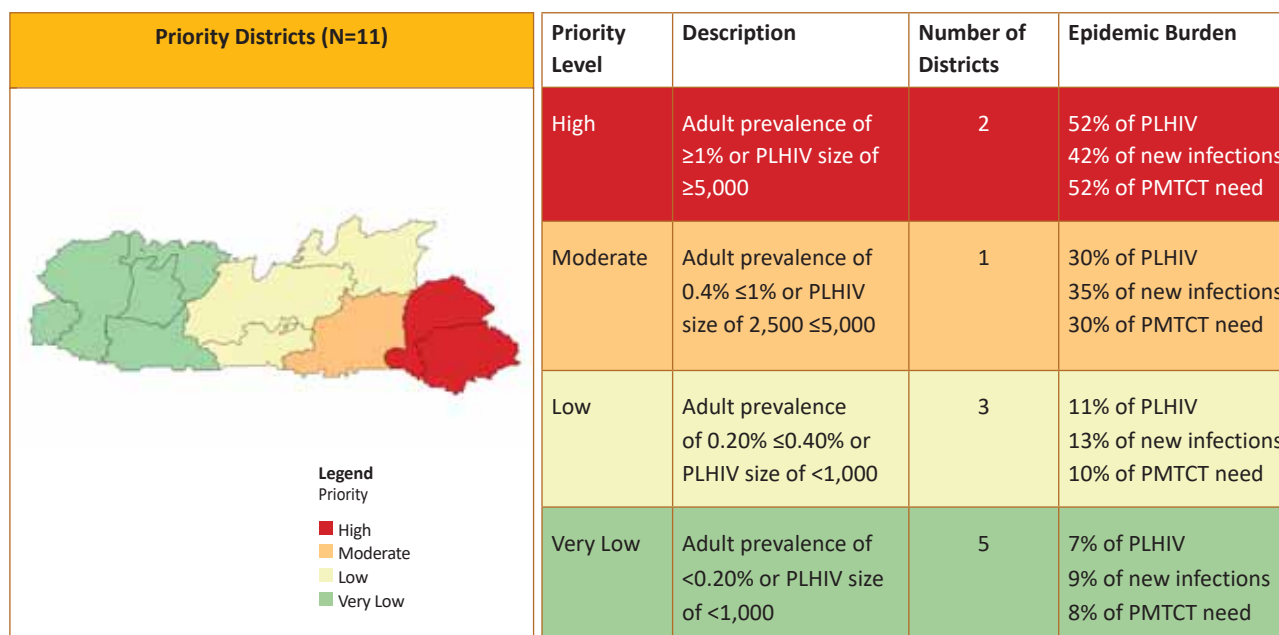 Priority Districts (N=11)
Legend
Priority
High
Moderate
Low
Very Low
Priority
Level
Description
Number of
Districts
Epidemic Burden
High
Adult prevalence of
≥1% or PLHIV size of
≥5,000
2
52% of PLHIV
42% of new infections
52% of PMTCT need
Moderate
Adult prevalence of
0.4% ≤1% or PLHIV
size of 2,500 ≤5,000
1
30% of PLHIV
35% of new infections
30% of PMTCT need
Low
Adult prevalence
of 0.20% ≤0.40% or
PLHIV size of <1,000
3
11% of PLHIV
13% of new infections
10% of PMTCT need
Very Low
Adult prevalence of
<0.20% or PLHIV size
of <1,000
5
7% of PLHIV
9% of new infections
8% of PMTCT need